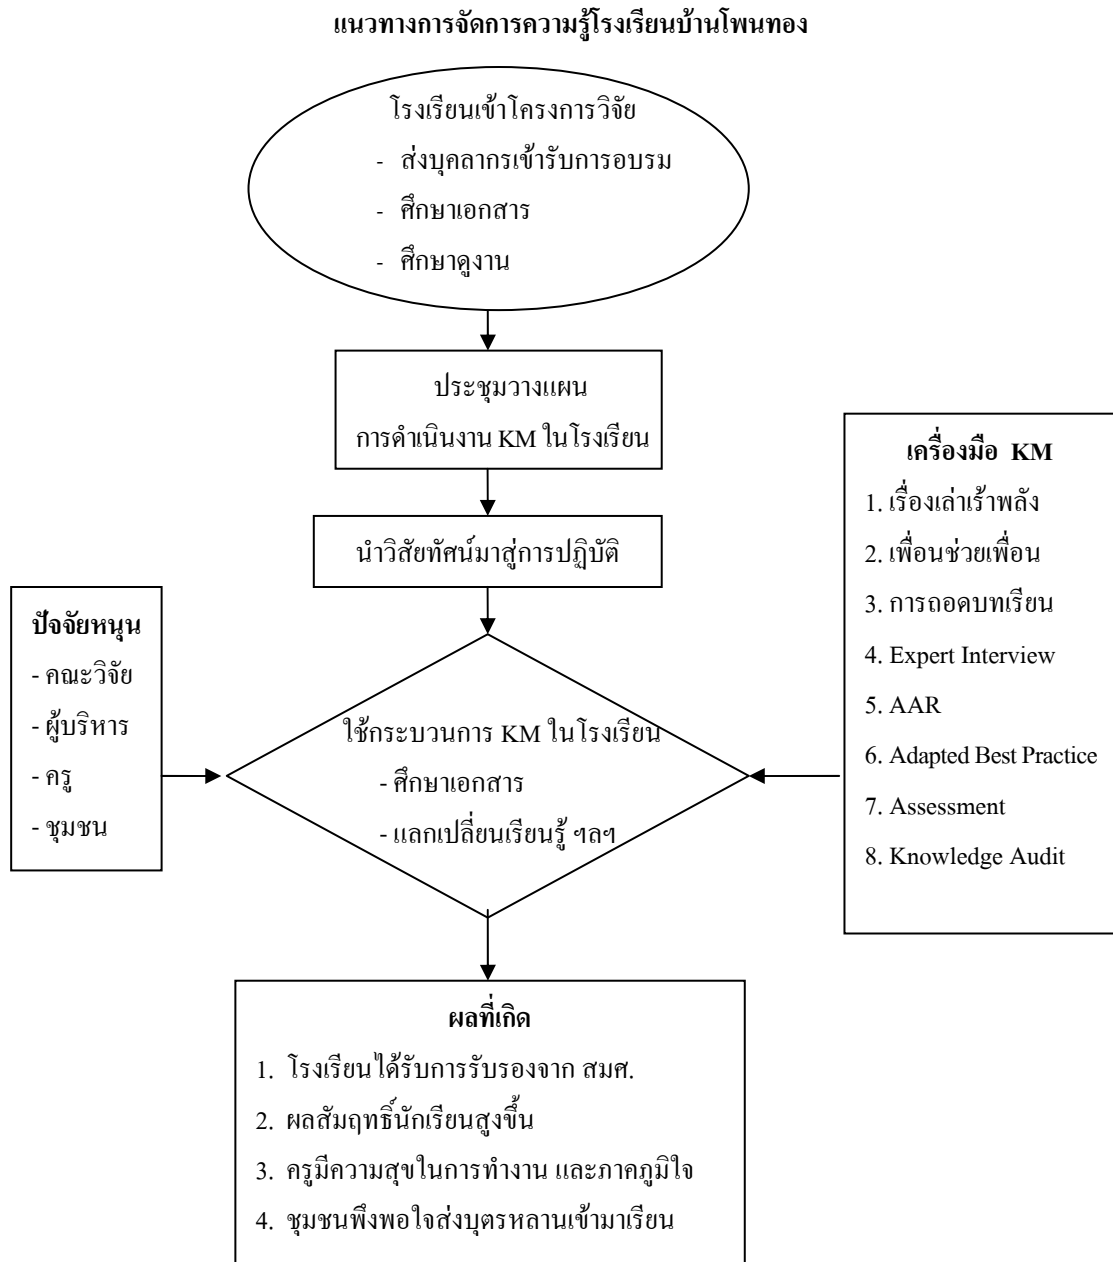 แนวทางการจัดการความรู้โรงเรียนบ้านโพนทอง
โรงเรียนเข้าโครงการวิจัย
- ส่งบุคลากรเข้ารับการอบรม
- ศึกษาเอกสาร
- ศึกษาดูงาน
ประชุมวางแผน
การดำเนินงาน KM ในโรงเรียน
นำวิสัยทัศน์มาสู่การปฏิบัติ
ปัจจัยหนุน
- คณะวิจัย
- ผู้บริหาร
- ครู
- ชุมชน
ใช้กระบวนการ KM ในโรงเรียน
- ศึกษาเอกสาร
- แลกเปลี่ยนเรียนรู้ ฯลฯ
เครื่องมือ KM
1. เรื่องเล่าเร้าพลัง
2. เพื่อนช่วยเพื่อน
3. การถอดบทเรียน
4. Expert Interview
5. AAR
6. Adapted Best Practice
7. Assessment
8. Knowledge Audit
ผลที่เกิด
1. โรงเรียนได้รับการรับรองจาก สมศ.
2. ผลสัมฤทธิ์นักเรียนสูงขึ้น
3. ครูมีความสุขในการทำงาน และภาคภูมิใจ
4. ชุมชนพึงพอใจส่งบุตรหลานเข้ามาเรียน